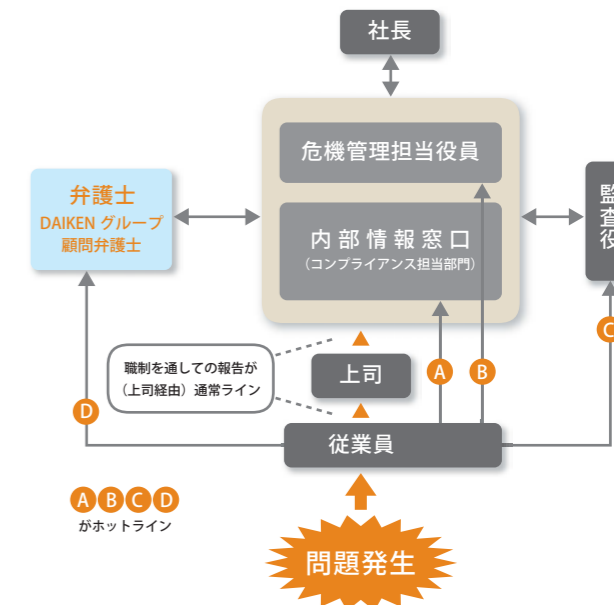 社長
危機管理担当役員
弁護士
DAIKEN グループ
顧問弁護士
内部情報窓口
（コンプライアンス担当部門）
監査役
職制を通しての報告が
（上司経由）通常ライン
上司
A
B
C
D
従業員
A B C D
がホットライン
問題発生